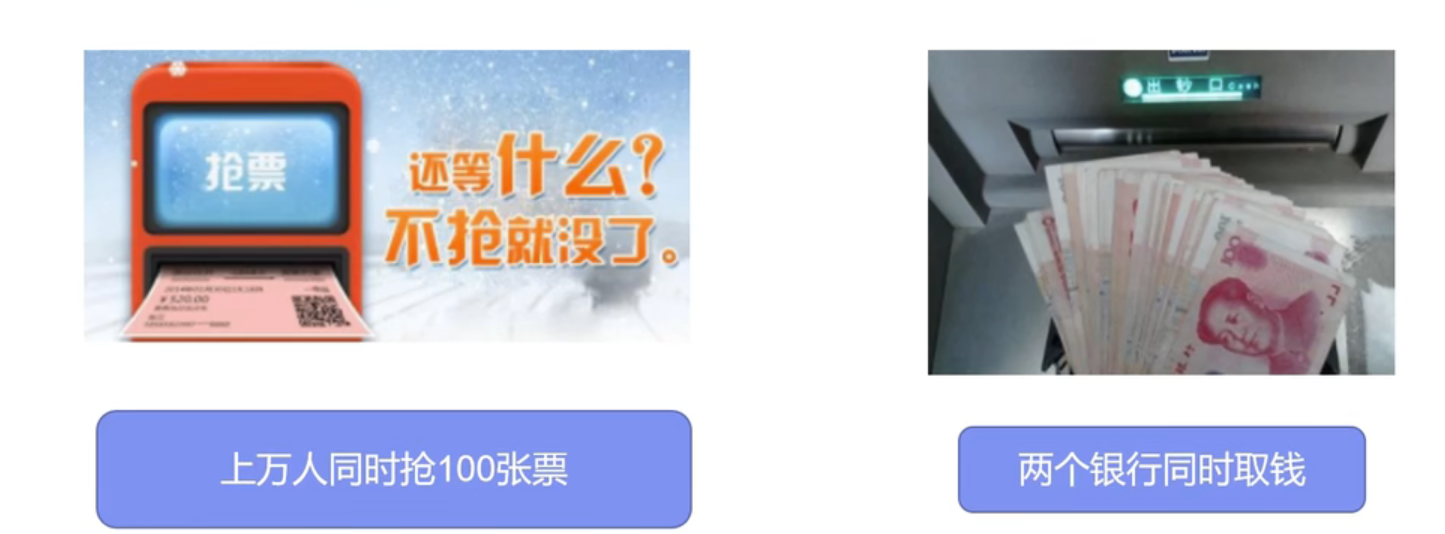 抢票
还等什么?
不抢就没了。
¥520.00
出钞口
100
上万人同时抢100张票
两个银行同时取钱